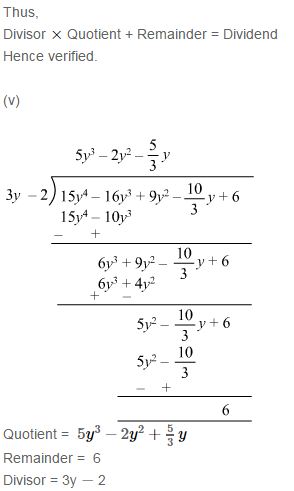 Thus,
Divisor × Quotient + Remainder = Dividend
Hence verified.
(v)
5y³ – 2y² – 5/3 y
3y – 2) 15y⁴ – 16y³ + 9y² – 10/3 y + 6
15y⁴ – 10y³
– +
6y³ + 9y² – 10/3 y + 6
6y³ + 4y²
+ –
5y² – 10/3 y + 6
5y² – 10/3
– +
6
Quotient = 5y³ − 2y² + 5/3 y
Remainder = 6
Divisor = 3y − 2